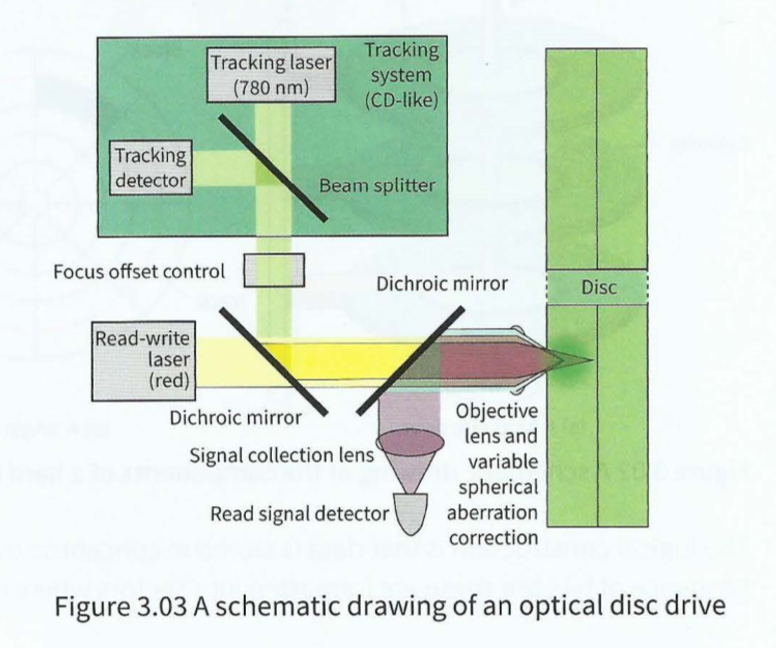 Tracking laser
(780 nm)
Tracking
system
(CD-like)
Tracking
detector
Beam splitter
Focus offset control
Dichroic mirror
Disc
Read-write
laser
(red)
Dichroic mirror
Signal collection lens
Read signal detector
Objective
lens and
variable
spherical
aberration
correction
Figure 3.03 A schematic drawing of an optical disc drive